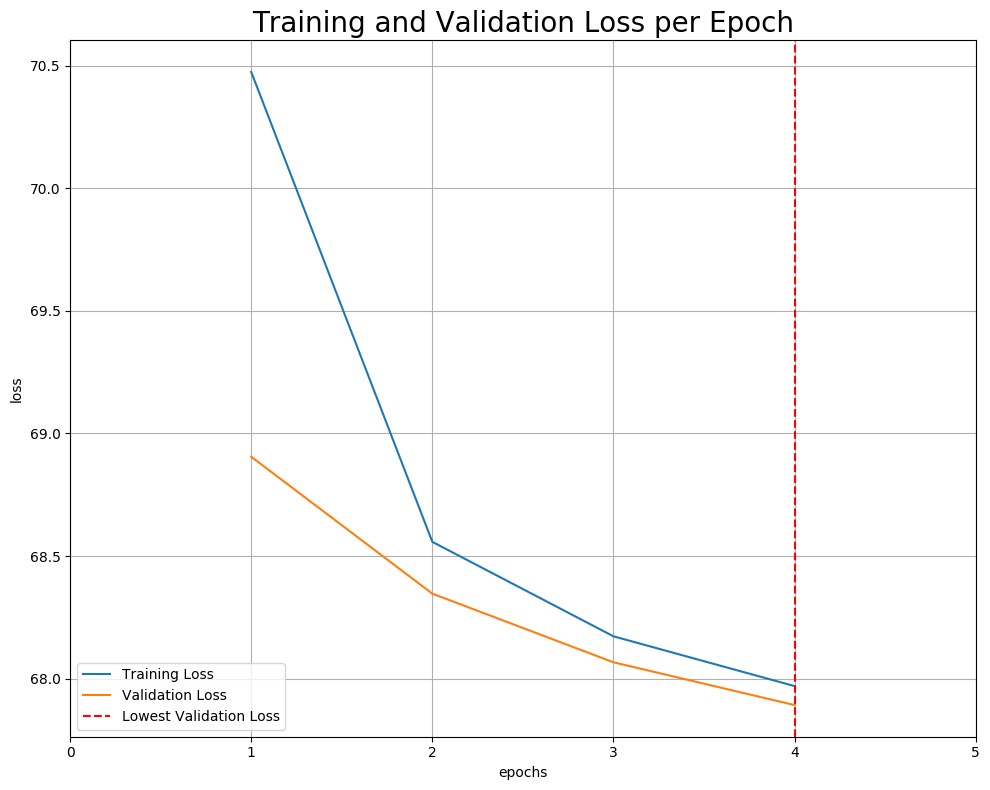 Training and Validation Loss per Epoch
70.5
70.0
69.5
69.0
68.5
68.0
loss
Training Loss
Validation Loss
Lowest Validation Loss
0 1 2 3 4 5
epochs